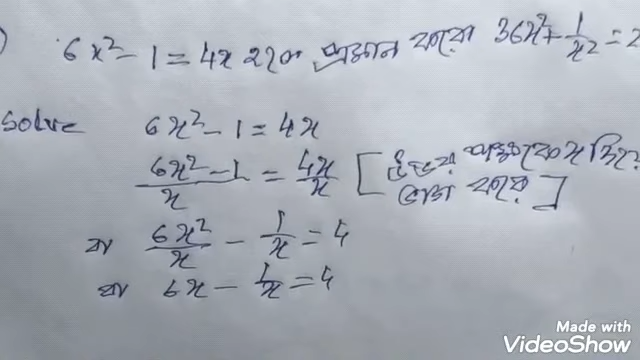 6x² - 1 = 4x হলে প্রমান করো 36x² + 1/x² = 2
Solve 6x² - 1 = 4x
(6x² - 1)/x = 4x/x [উভয় পক্ষকে x দিয়ে
ভাগ করে]
বা 6x²/x - 1/x = 4
বা 6x - 1/x = 4
Made with
VideoShow